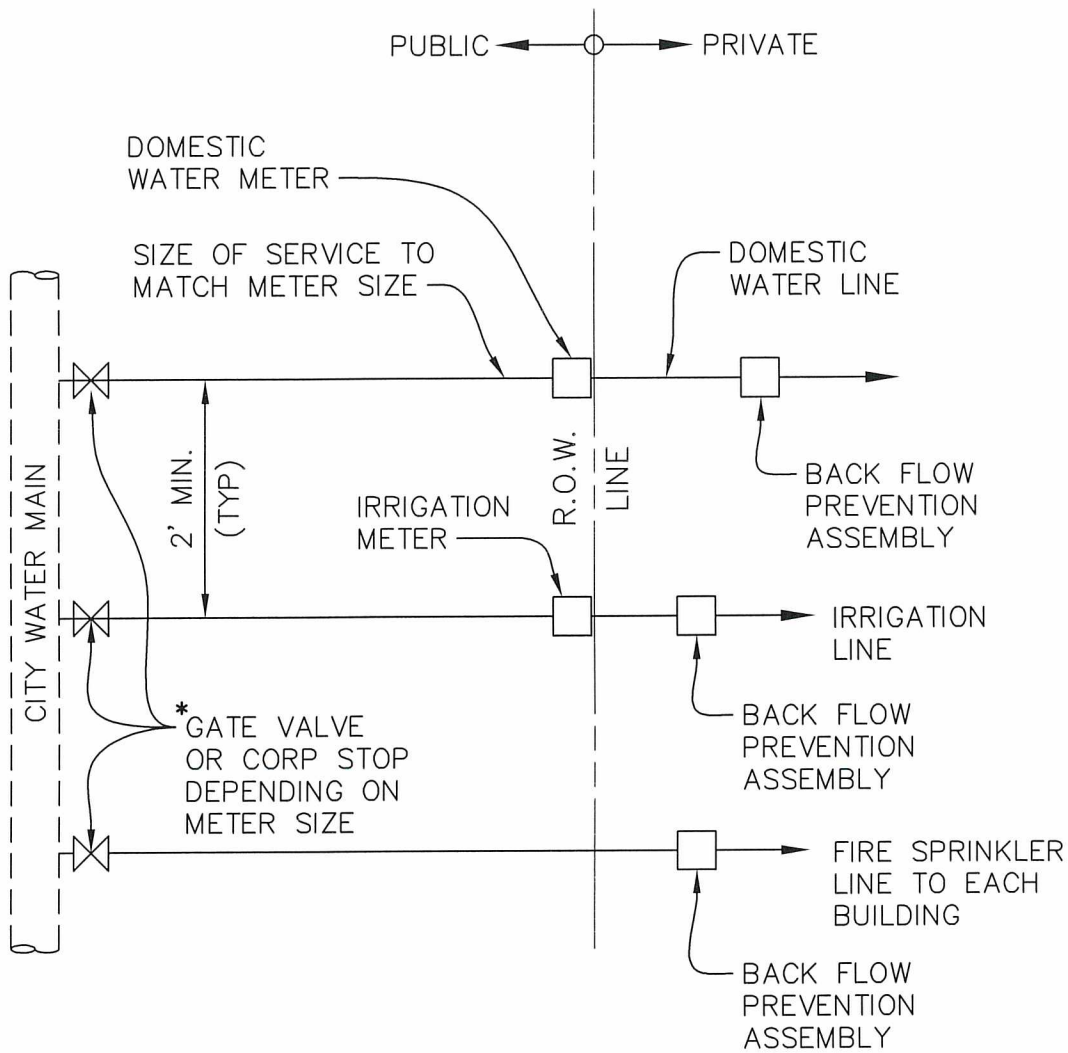 PUBLIC
PRIVATE
DOMESTIC
WATER METER
SIZE OF SERVICE TO
MATCH METER SIZE
DOMESTIC
WATER LINE
CITY WATER MAIN
2' MIN.
(TYP)
R.O.W.
LINE
BACK FLOW
PREVENTION
ASSEMBLY
IRRIGATION
METER
IRRIGATION
LINE
*GATE VALVE
OR CORP STOP
DEPENDING ON
METER SIZE
BACK FLOW
PREVENTION
ASSEMBLY
FIRE SPRINKLER
LINE TO EACH
BUILDING
BACK FLOW
PREVENTION
ASSEMBLY